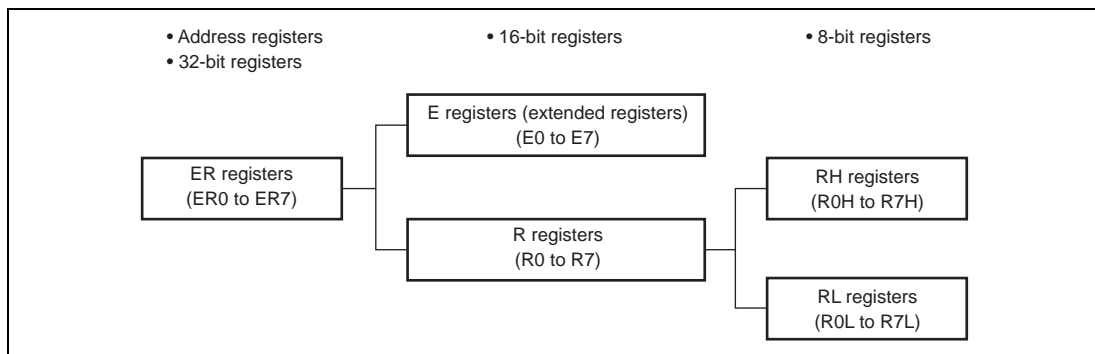 • Address registers
• 32-bit registers
• 16-bit registers
• 8-bit registers
E registers (extended registers)
(E0 to E7)
ER registers
(ER0 to ER7)
RH registers
(R0H to R7H)
R registers
(R0 to R7)
RL registers
(R0L to R7L)